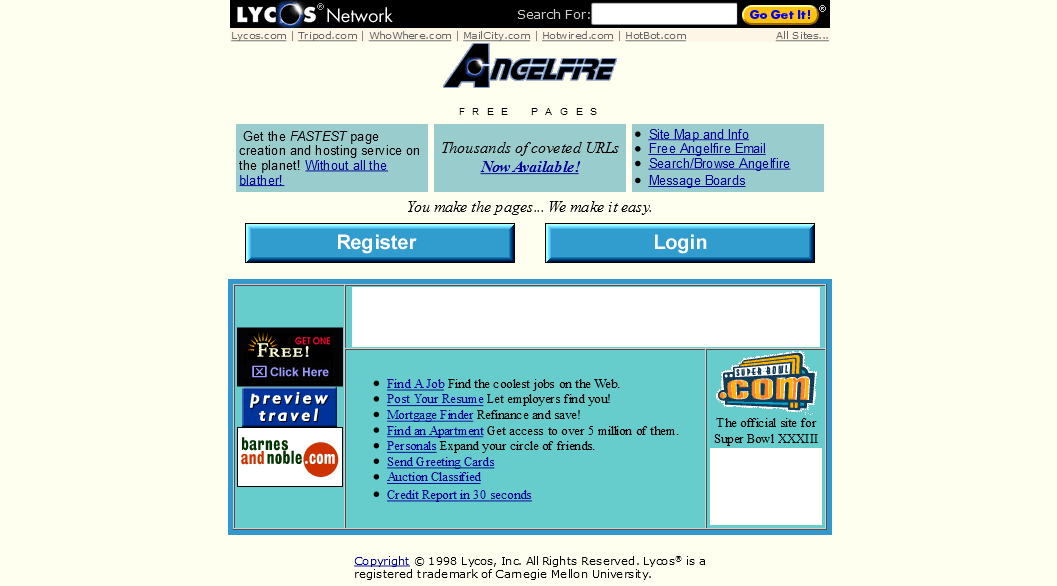 LYCOS® Network Search For: Go Get It!®
Lycos.com | Tripod.com | WhoWhere.com | MailCity.com | Hotwired.com | HotBot.com All Sites...
ANGELFIRE
FREE PAGES
Get the FASTEST page
creation and hosting service on
the planet! Without all the
blather!
Thousands of coveted URLs
Now Available!
• Site Map and Info
• Free Angelfire Email
• Search/Browse Angelfire
• Message Boards
You make the pages... We make it easy.
Register Login
GET ONE
FREE!
Click Here
preview
travel
barnes
andnoble.com
• Find A Job Find the coolest jobs on the Web.
• Post Your Resume Let employers find you!
• Mortgage Finder Refinance and save!
• Find an Apartment Get access to over 5 million of them.
• Personals Expand your circle of friends.
• Send Greeting Cards
• Auction Classified
• Credit Report in 30 seconds
SUPER BOWL
.com
The official site for
Super Bowl XXXIII
Copyright © 1998 Lycos, Inc. All Rights Reserved. Lycos® is a
registered trademark of Carnegie Mellon University.